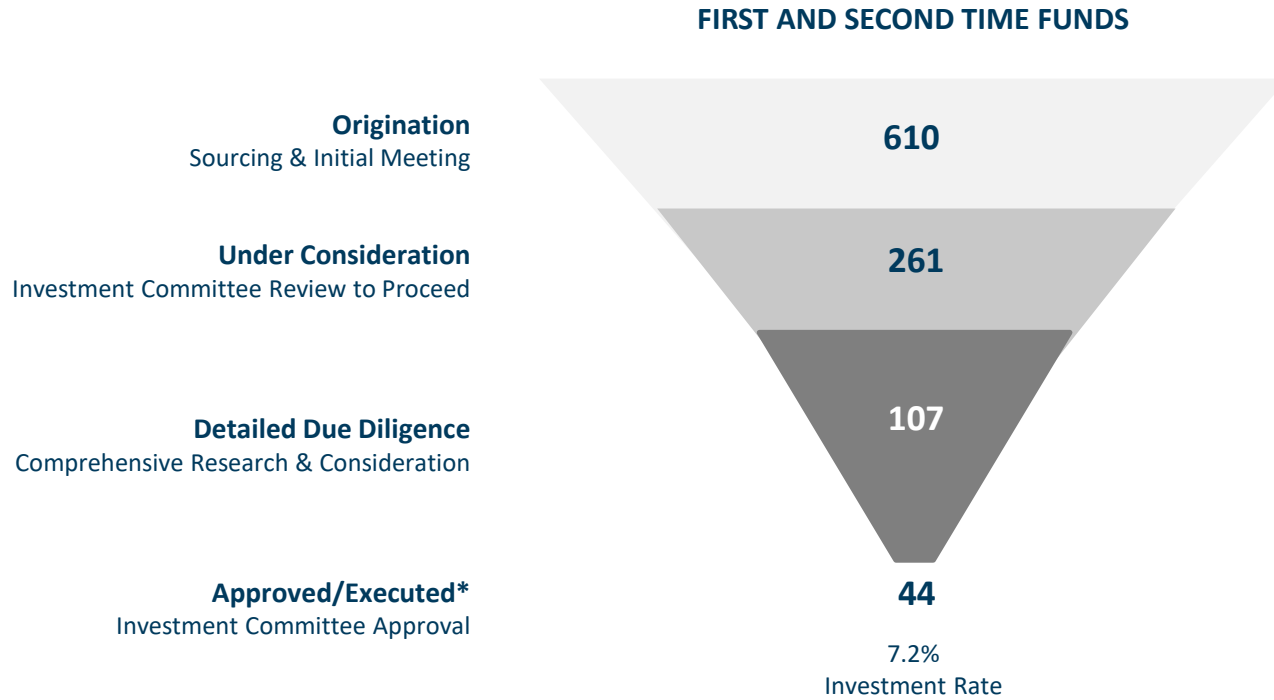 FIRST AND SECOND TIME FUNDS
Origination
Sourcing & Initial Meeting
610
Under Consideration
Investment Committee Review to Proceed
261
Detailed Due Diligence
Comprehensive Research & Consideration
107
Approved/Executed*
Investment Committee Approval
44
7.2%
Investment Rate